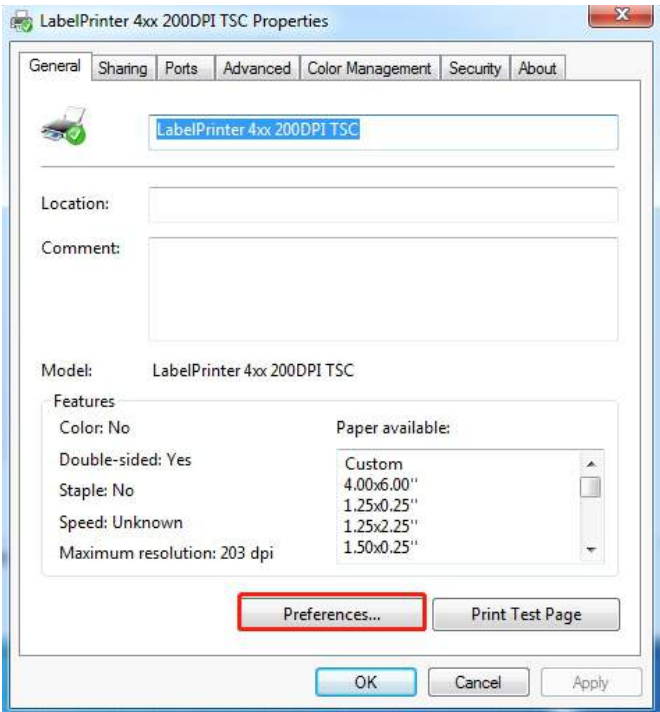 LabelPrinter 4xx 200DPI TSC Properties
General Sharing Ports Advanced Color Management Security About
LabelPrinter 4xx 200DPI TSC
Location:
Comment:
Model: LabelPrinter 4xx 200DPI TSC
Features
Color: No
Double-sided: Yes
Staple: No
Speed: Unknown
Maximum resolution: 203 dpi
Paper available:
Custom
4.00x6.00''
1.25x0.25''
1.25x2.25''
1.50x0.25''
Preferences... Print Test Page
OK Cancel Apply